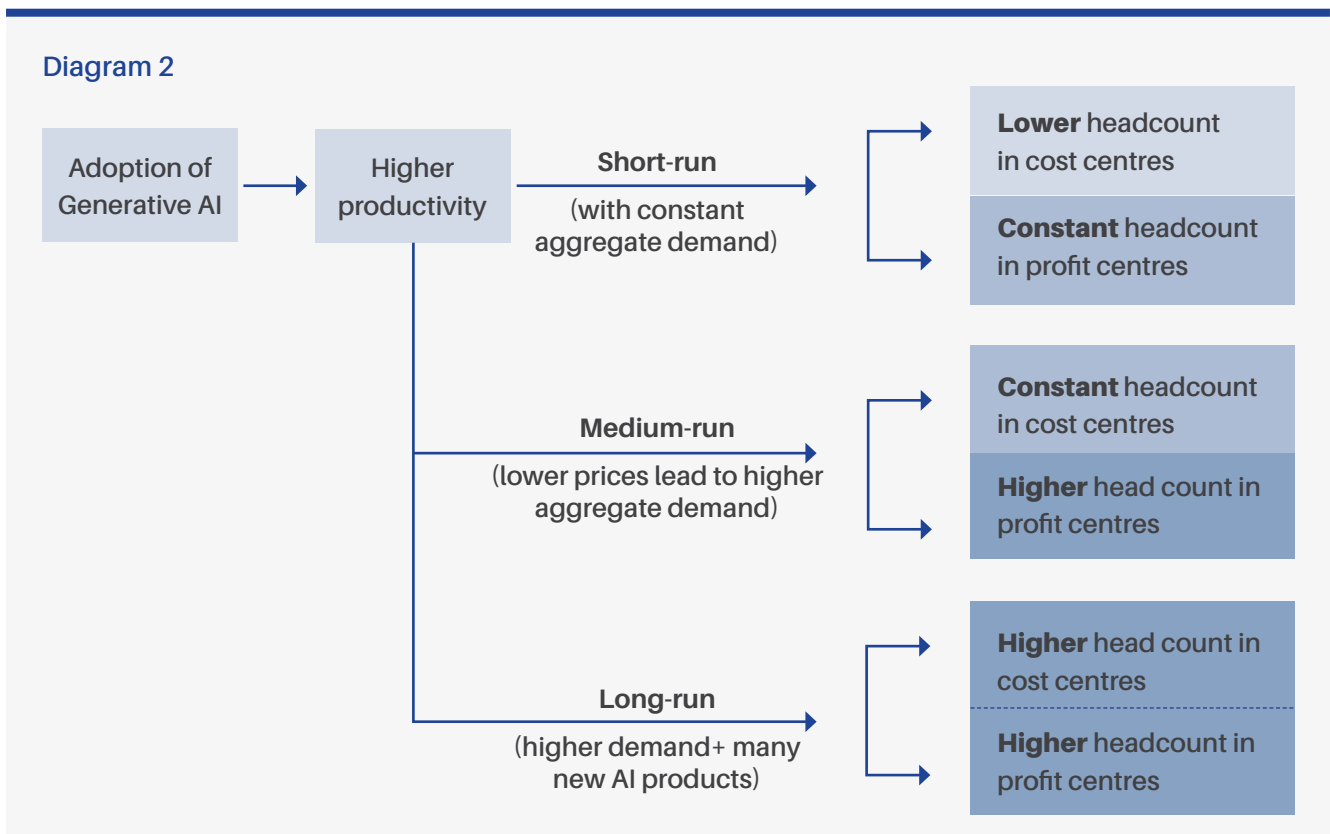 Diagram 2
Adoption of
Generative AI
Higher
productivity
Short-run
(with constant
aggregate demand)
Lower headcount
in cost centres
Constant headcount
in profit centres
Medium-run
(lower prices lead to higher
aggregate demand)
Constant headcount
in cost centres
Higher head count in
profit centres
Long-run
(higher demand+ many
new AI products)
Higher head count in
cost centres
Higher headcount in
profit centres